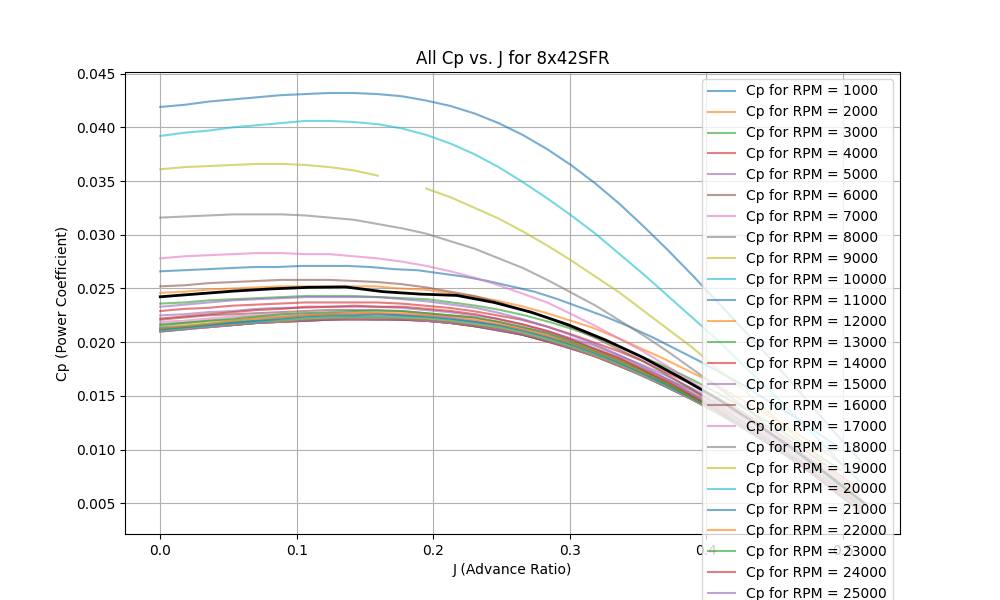 All Cp vs. J for 8x42SFR
0.045
0.040
0.035
0.030
0.025
0.020
0.015
0.010
0.005
Cp (Power Coefficient)
0.0
0.1
0.2
0.3
0.4
J (Advance Ratio)
Cp for RPM = 1000
Cp for RPM = 2000
Cp for RPM = 3000
Cp for RPM = 4000
Cp for RPM = 5000
Cp for RPM = 6000
Cp for RPM = 7000
Cp for RPM = 8000
Cp for RPM = 9000
Cp for RPM = 10000
Cp for RPM = 11000
Cp for RPM = 12000
Cp for RPM = 13000
Cp for RPM = 14000
Cp for RPM = 15000
Cp for RPM = 16000
Cp for RPM = 17000
Cp for RPM = 18000
Cp for RPM = 19000
Cp for RPM = 20000
Cp for RPM = 21000
Cp for RPM = 22000
Cp for RPM = 23000
Cp for RPM = 24000
Cp for RPM = 25000